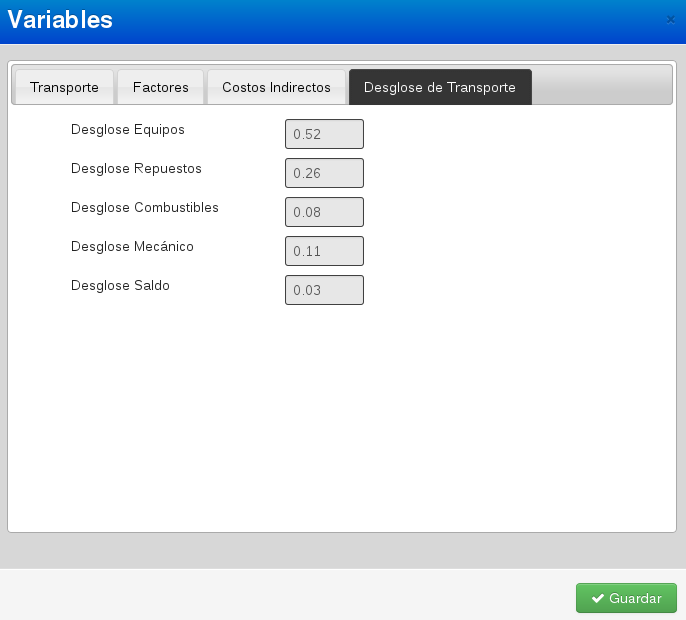 Variables
×
Transporte Factores Costos Indirectos Desglose de Transporte
Desglose Equipos 0.52
Desglose Repuestos 0.26
Desglose Combustibles 0.08
Desglose Mecánico 0.11
Desglose Saldo 0.03
Guardar